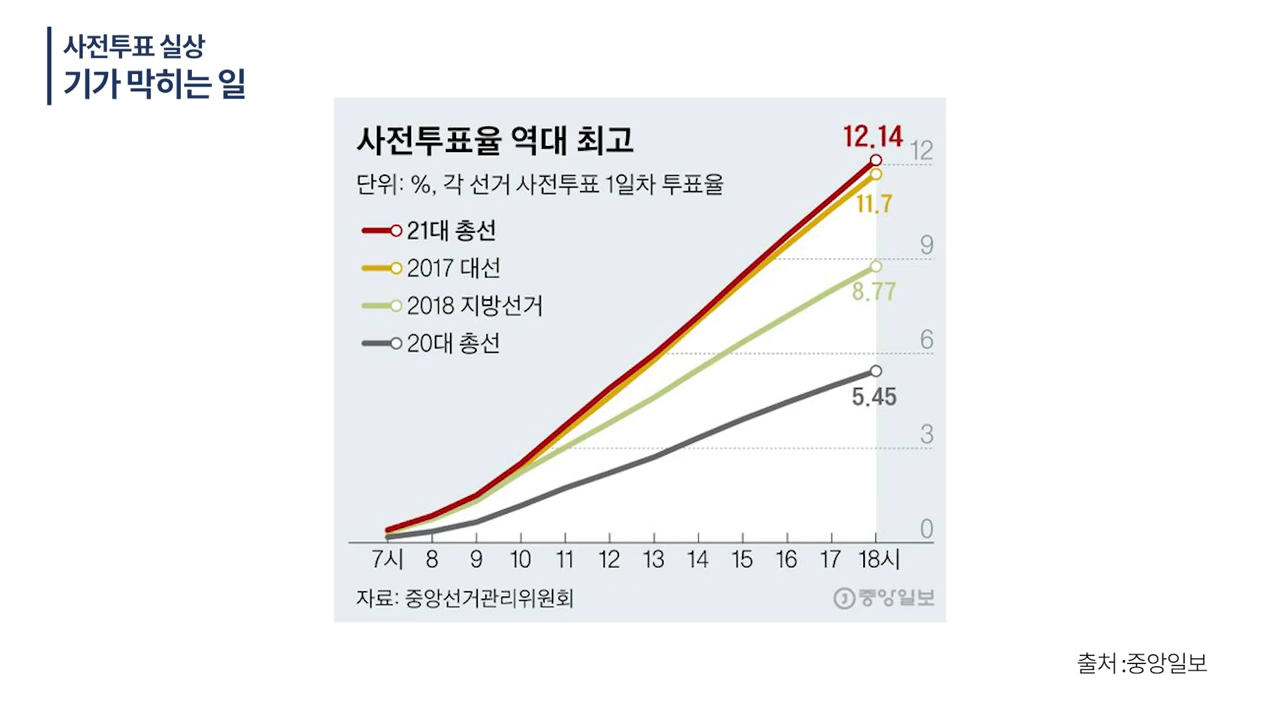 사전투표 실상
기가 막히는 일
사전투표율 역대 최고
단위: %, 각 선거 사전투표 1일차 투표율
21대 총선
2017 대선
2018 지방선거
20대 총선
12.14
12
11.7
9
8.77
6
5.45
3
0
7시 8 9 10 11 12 13 14 15 16 17 18시
자료: 중앙선거관리위원회
중앙일보
출처 :중앙일보